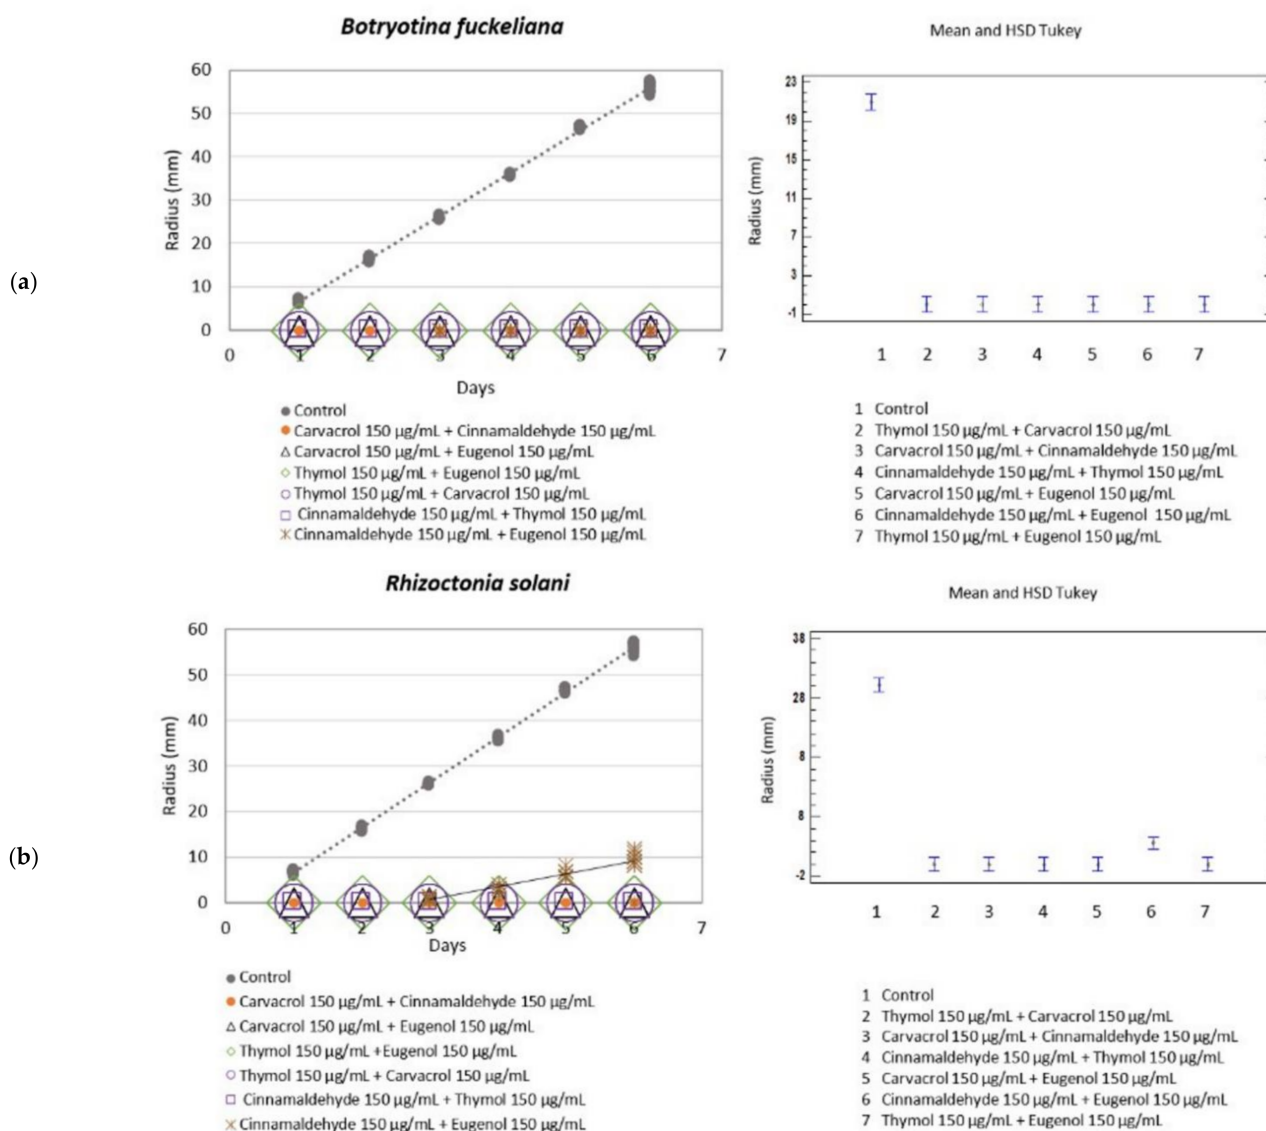 Botryotina fuckeliana
Mean and HSD Tukey
60
50
40
30
20
10
0
Radius (mm)
0 1 2 3 4 5 6 7
Days
23
19
15
11
7
3
-1
Radius (mm)
1 2 3 4 5 6 7
(a)
Control
Carvacrol 150 µg/mL + Cinnamaldehyde 150 µg/mL
Carvacrol 150 µg/mL + Eugenol 150 µg/mL
Thymol 150 µg/mL + Eugenol 150 µg/mL
Thymol 150 µg/mL + Carvacrol 150 µg/mL
Cinnamaldehyde 150 µg/mL + Thymol 150 µg/mL
Cinnamaldehyde 150 µg/mL + Eugenol 150 µg/mL
1 Control
2 Thymol 150 µg/mL + Carvacrol 150 µg/mL
3 Carvacrol 150 µg/mL + Cinnamaldehyde 150 µg/mL
4 Cinnamaldehyde 150 µg/mL + Thymol 150 µg/mL
5 Carvacrol 150 µg/mL + Eugenol 150 µg/mL
6 Cinnamaldehyde 150 µg/mL + Eugenol 150 µg/mL
7 Thymol 150 µg/mL + Eugenol 150 µg/mL
Rhizoctonia solani
Mean and HSD Tukey
60
50
40
30
20
10
0
Radius (mm)
0 1 2 3 4 5 6 7
Days
38
28
8
8
-2
Radius (mm)
1 2 3 4 5 6 7
(b)
Control
Carvacrol 150 µg/mL + Cinnamaldehyde 150 µg/mL
Carvacrol 150 µg/mL + Eugenol 150 µg/mL
Thymol 150 µg/mL +Eugenol 150 µg/mL
Thymol 150 µg/mL + Carvacrol 150 µg/mL
Cinnamaldehyde 150 µg/mL + Thymol 150 µg/mL
Cinnamaldehyde 150 µg/mL + Eugenol 150 µg/mL
1 Control
2 Thymol 150 µg/mL + Carvacrol 150 µg/mL
3 Carvacrol 150 µg/mL + Cinnamaldehyde 150 µg/mL
4 Cinnamaldehyde 150 µg/mL + Thymol 150 µg/mL
5 Carvacrol 150 µg/mL + Eugenol 150 µg/mL
6 Cinnamaldehyde 150 µg/mL + Eugenol 150 µg/mL
7 Thymol 150 µg/mL + Eugenol 150 µg/mL